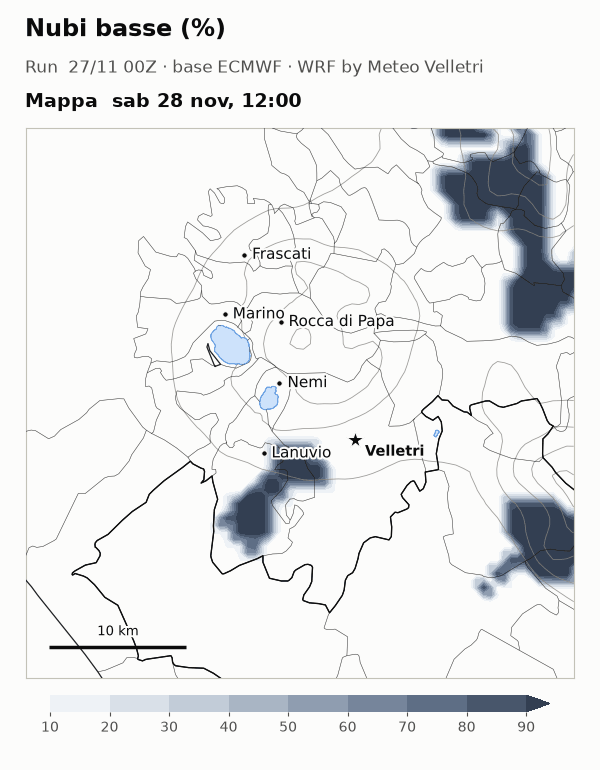 Nubi basse (%)
Run  27/11 00Z · base ECMWF · WRF by Meteo Velletri
Mappa  sab 28 nov, 12:00
Frascati
Marino
Rocca di Papa
Nemi
Velletri
Lanuvio
10 km
10 20 30 40 50 60 70 80 90